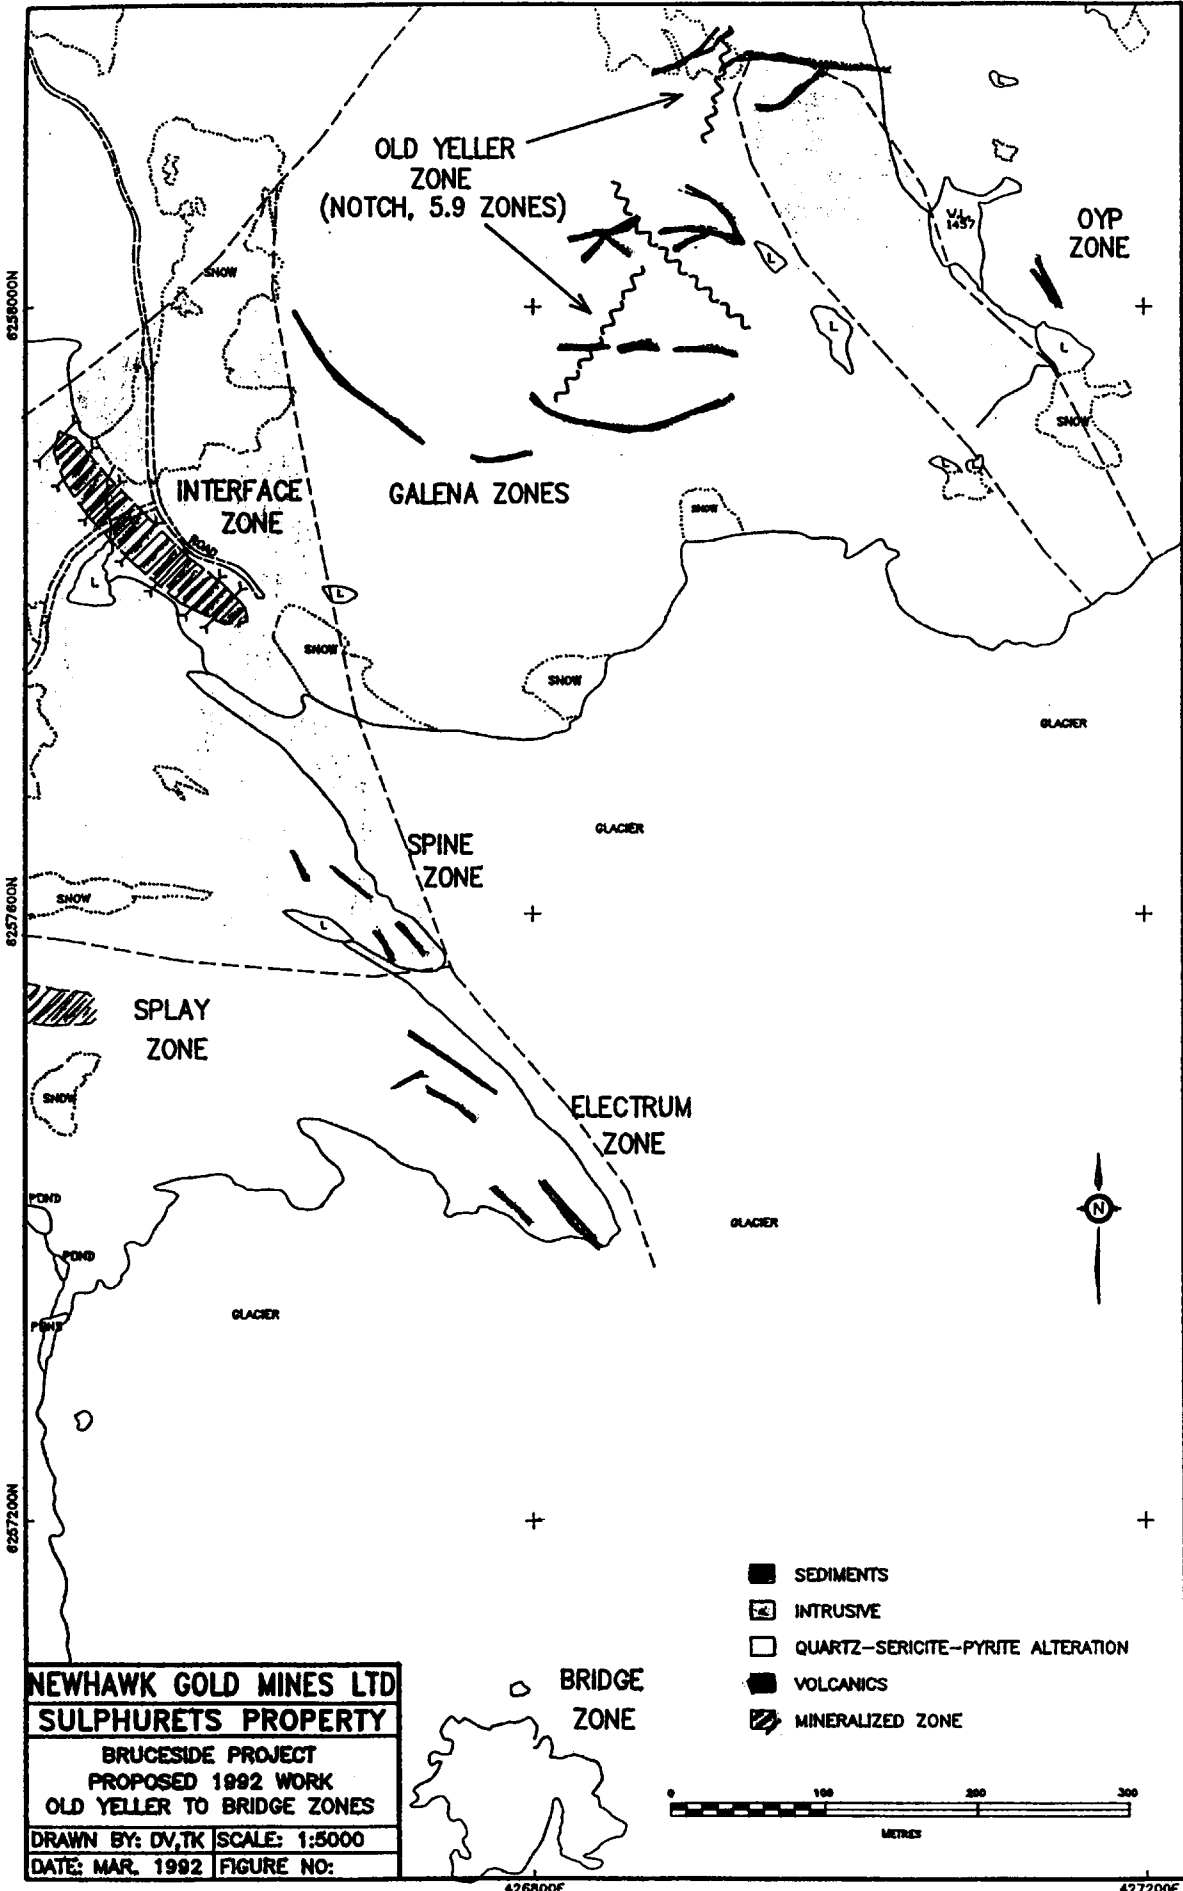 OLD YELLER
ZONE
(NOTCH, 5.9 ZONES)
V.L.
1457
OYP
ZONE
L
L
SNOW
L
L
6258000N
SNOW
L
L
INTERFACE
ZONE
GALENA ZONES
SNOW
ROAD
L
L
SNOW
SNOW
GLACIER
GLACIER
SPINE
ZONE
SNOW
6257600N
L
SPLAY
ZONE
SNOW
ELECTRUM
ZONE
POND
GLACIER
N
POND
GLACIER
POND
6257200N
SEDIMENTS
INTRUSIVE
QUARTZ-SERICITE-PYRITE ALTERATION
VOLCANICS
MINERALIZED ZONE
BRIDGE
ZONE
NEWHAWK GOLD MINES LTD
SULPHURETS PROPERTY
BRUCESIDE PROJECT
PROPOSED 1992 WORK
OLD YELLER TO BRIDGE ZONES
DRAWN BY: DV,TK SCALE: 1:5000
DATE: MAR. 1992 FIGURE NO:
0 100 200 300
METRES
426800E 427200E